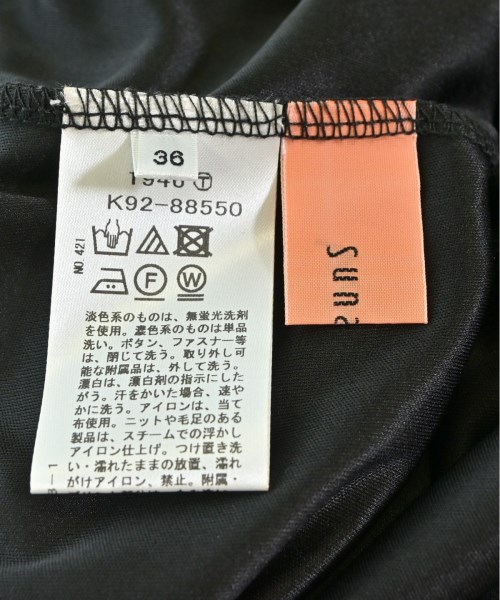 36
K92-88550
NO.421
F
W
淡色系のものは、無蛍光洗剤
を使用。濃色系のものは単品
洗い。ボタン、ファスナー等
は、閉じて洗う。取り外し可
能な附属品は、外して洗う。
漂白は、漂白剤の指示にした
がう。汗をかいた場合、速や
かに洗う。アイロンは、当て
布使用。ニットや毛足のある
製品は、スチームでの浮かし
アイロン仕上げ。つけ置き洗
い・濡れたままの放置、濡れ
がけアイロン、禁止。附属・